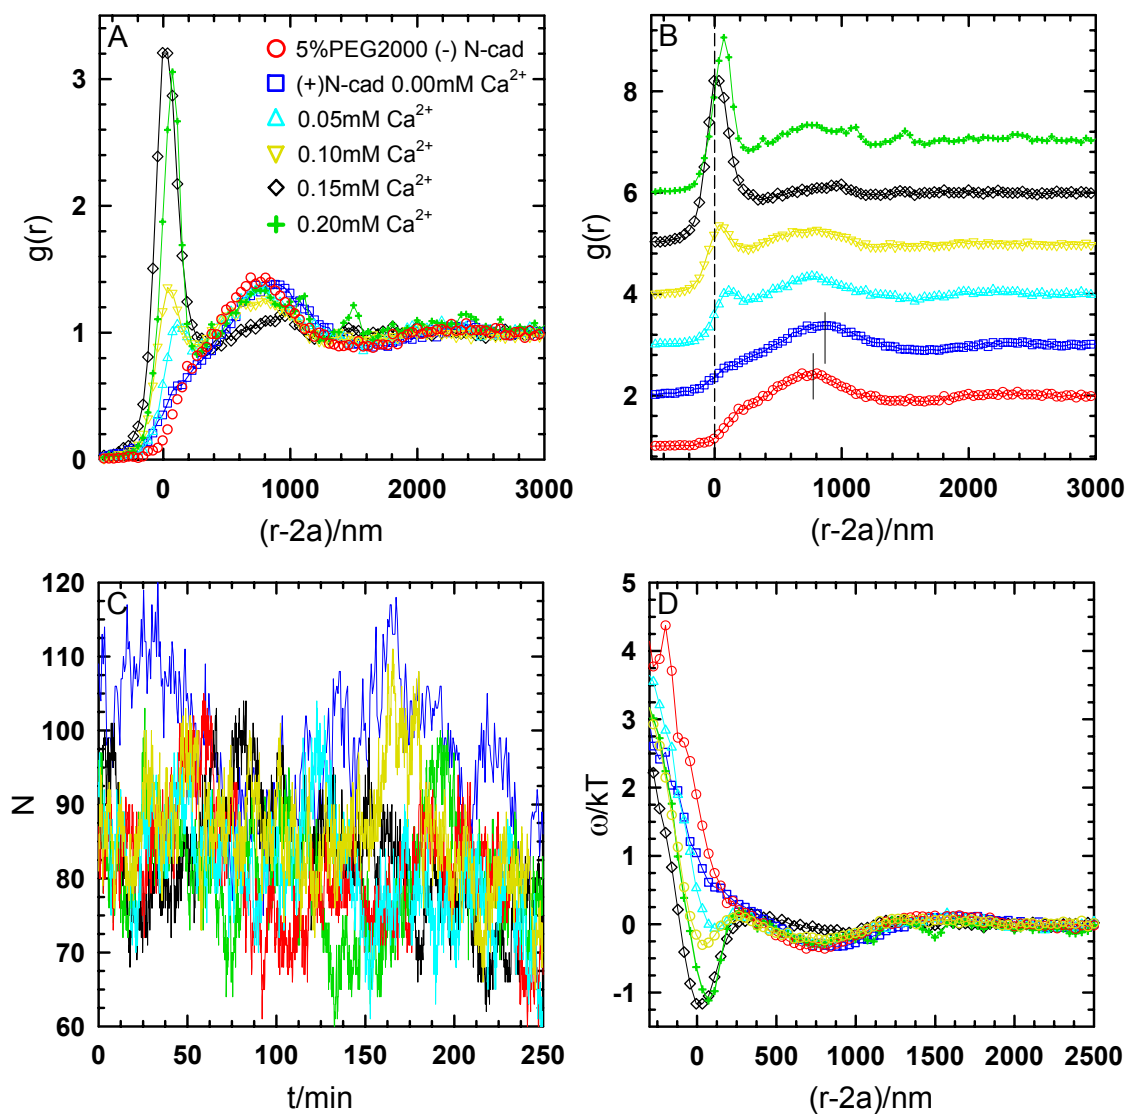 A
5%PEG2000 (-) N-cad
(+)N-cad 0.00mM Ca2+
0.05mM Ca2+
0.10mM Ca2+
0.15mM Ca2+
0.20mM Ca2+
g(r)
3
2
1
0
0 1000 2000 3000
(r-2a)/nm
B
g(r)
8
6
4
2
0 1000 2000 3000
(r-2a)/nm
C
N
120
110
100
90
80
70
60
0 50 100 150 200 250
t/min
D
ω/kT
5
4
3
2
1
0
-1
0 500 1000 1500 2000 2500
(r-2a)/nm